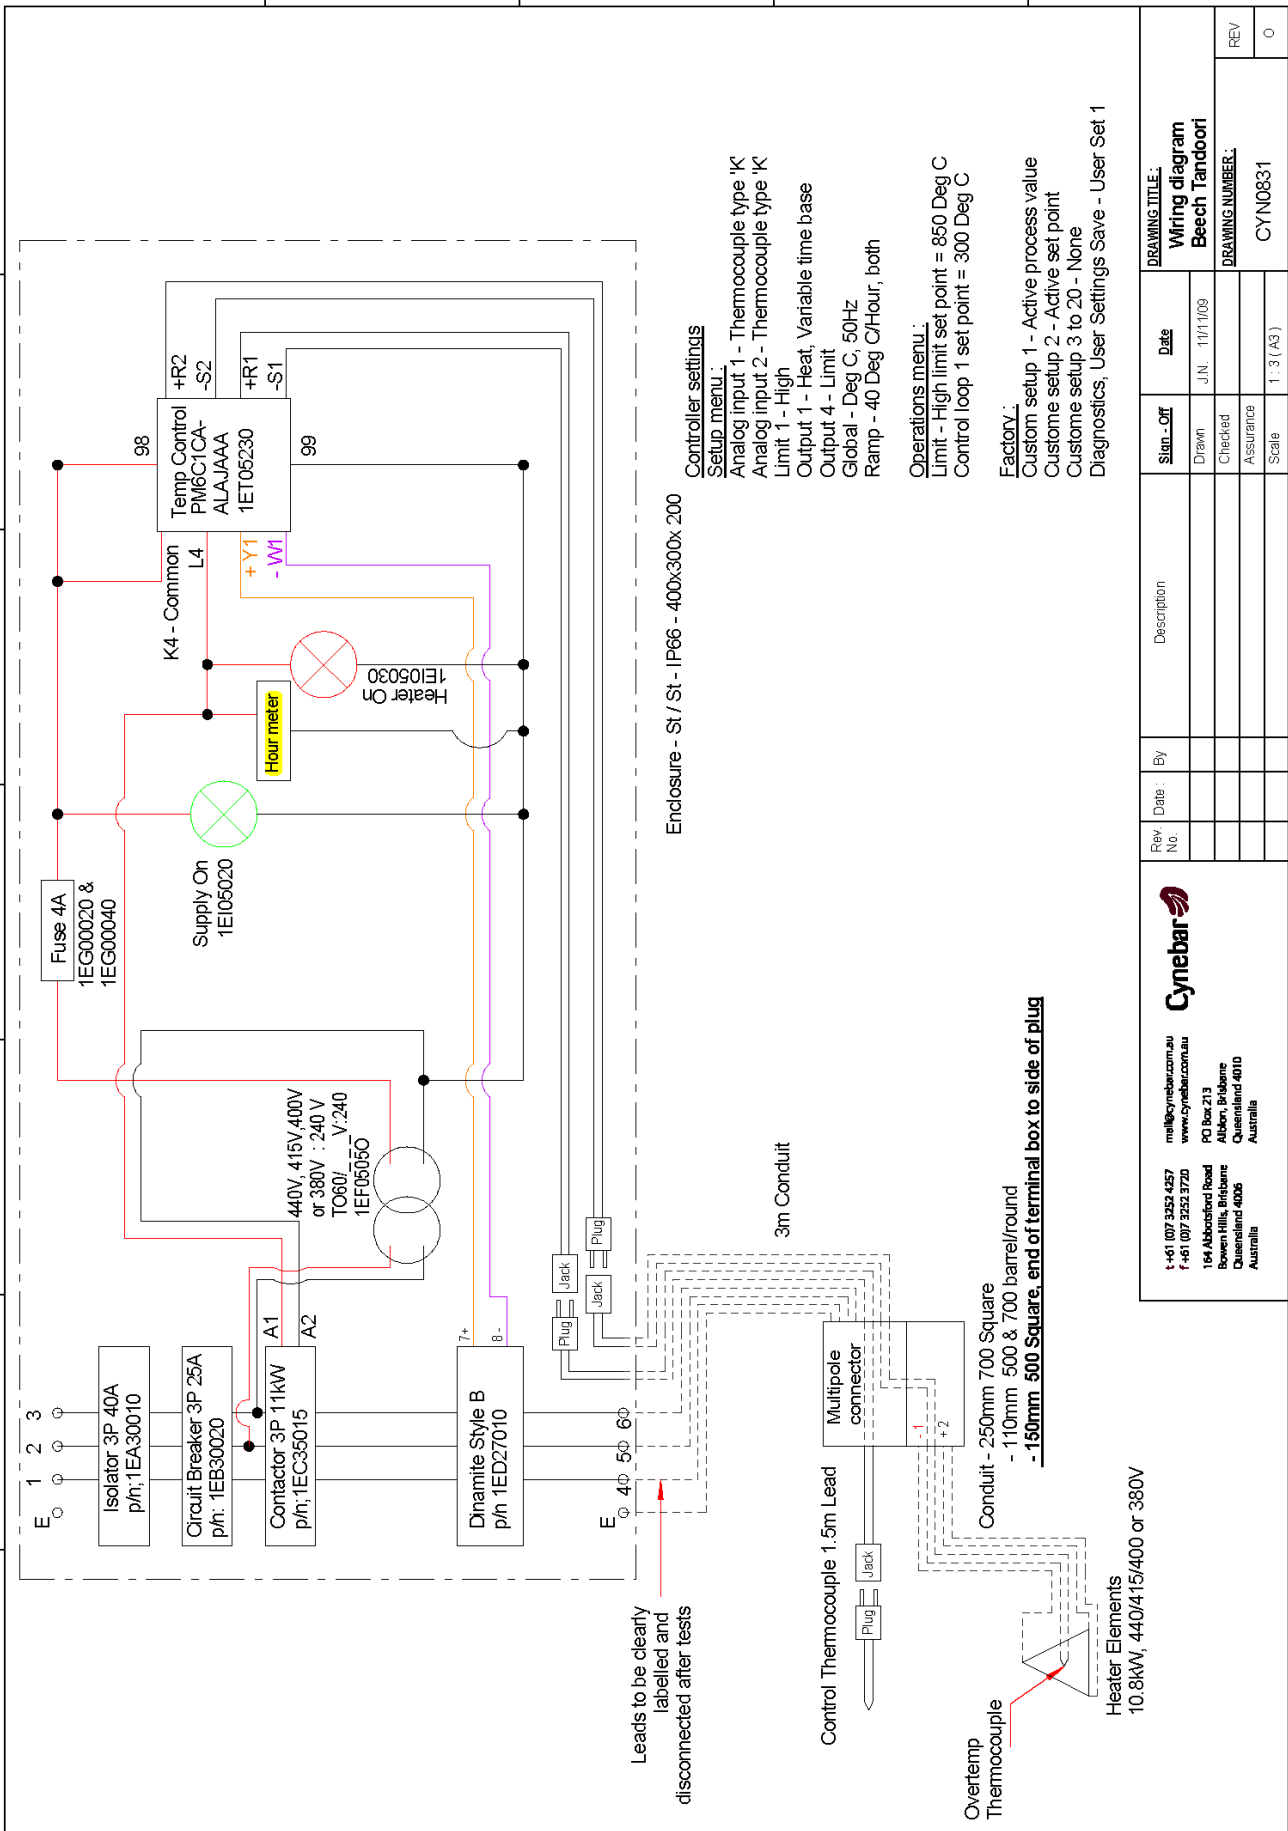 E
1
2
3
Isolator 3P 40A
p/n;1EA30010
Circuit Breaker 3P 25A
p/n: 1EB30020
Contactor 3P 11kW
p/n;1EC35015
A1
A2
Dinamite Style B
p/n 1ED27010
7+
8 -
E
4
5
6
440V, 415V,400V
or 380V : 240 V
TO60/_ _ _V:240
1EF0505O
Fuse 4A
1EG00020 &
1EG00040
Supply On
1EI05020
Hour meter
Heater On
1EI05030
K4 - Common
L4
+ Y1
- W1
98
Temp Control
PM6C1CA-
ALAJAAA
1ET05230
99
+R2
-S2
+R1
-S1
Plug
Jack
Jack
Plug
Leads to be clearly
labelled and
disconnected after tests
3m Conduit
Enclosure - St / St - IP66 - 400x300x 200
Controller settings
Setup menu :
Analog input 1 - Thermocouple type 'K'
Analog input 2 - Thermocouple type 'K'
Limit 1 - High
Output 1 - Heat, Variable time base
Output 4 - Limit
Global - Deg C, 50Hz
Ramp - 40 Deg C/Hour, both
Operations menu :
Limit - High limit set point = 850 Deg C
Control loop 1 set point = 300 Deg C
Factory :
Custom setup 1 - Active process value
Custome setup 2 - Active set point
Custome setup 3 to 20 - None
Diagnostics, User Settings Save - User Set 1
Control Thermocouple 1.5m Lead
Plug
Jack
Multipole
connector
- 1
+ 2
Conduit - 250mm 700 Square
- 110mm 500 & 700 barrel/round
- 150mm 500 Square, end of terminal box to side of plug
Overtemp
Thermocouple
Heater Elements
10.8kW, 440/415/400 or 380V
t +61 (0)7 3252 4257
f +61 (0)7 3252 3720
164 Abbotsford Road
Bowen Hills, Brisbane
Queensland 4006
Australia
mail@cynebar.com.au
www.cynebar.com.au
PO Box 213
Albion, Brisbane
Queensland 4010
Australia
Cynebar
Rev. No.
Date :
By
Description
Sign - Off
Date
Drawn
J.N. 11/11/09
Checked
Assurance
Scale
1 : 3 ( A3 )
DRAWING TITLE :
Wiring diagram
Beech Tandoori
DRAWING NUMBER :
CYN0831
REV
O